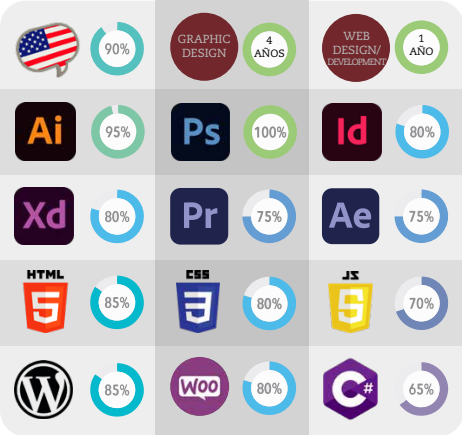 90%
GRAPHIC
DESIGN
4
AÑOS
WEB
DESIGN/
DEVELOPMENT
1
AÑO
Ai
95%
Ps
100%
Id
80%
Xd
80%
Pr
75%
Ae
75%
HTML
5
85%
CSS
3
80%
JS
5
70%
W
85%
WOO
80%
C#
65%